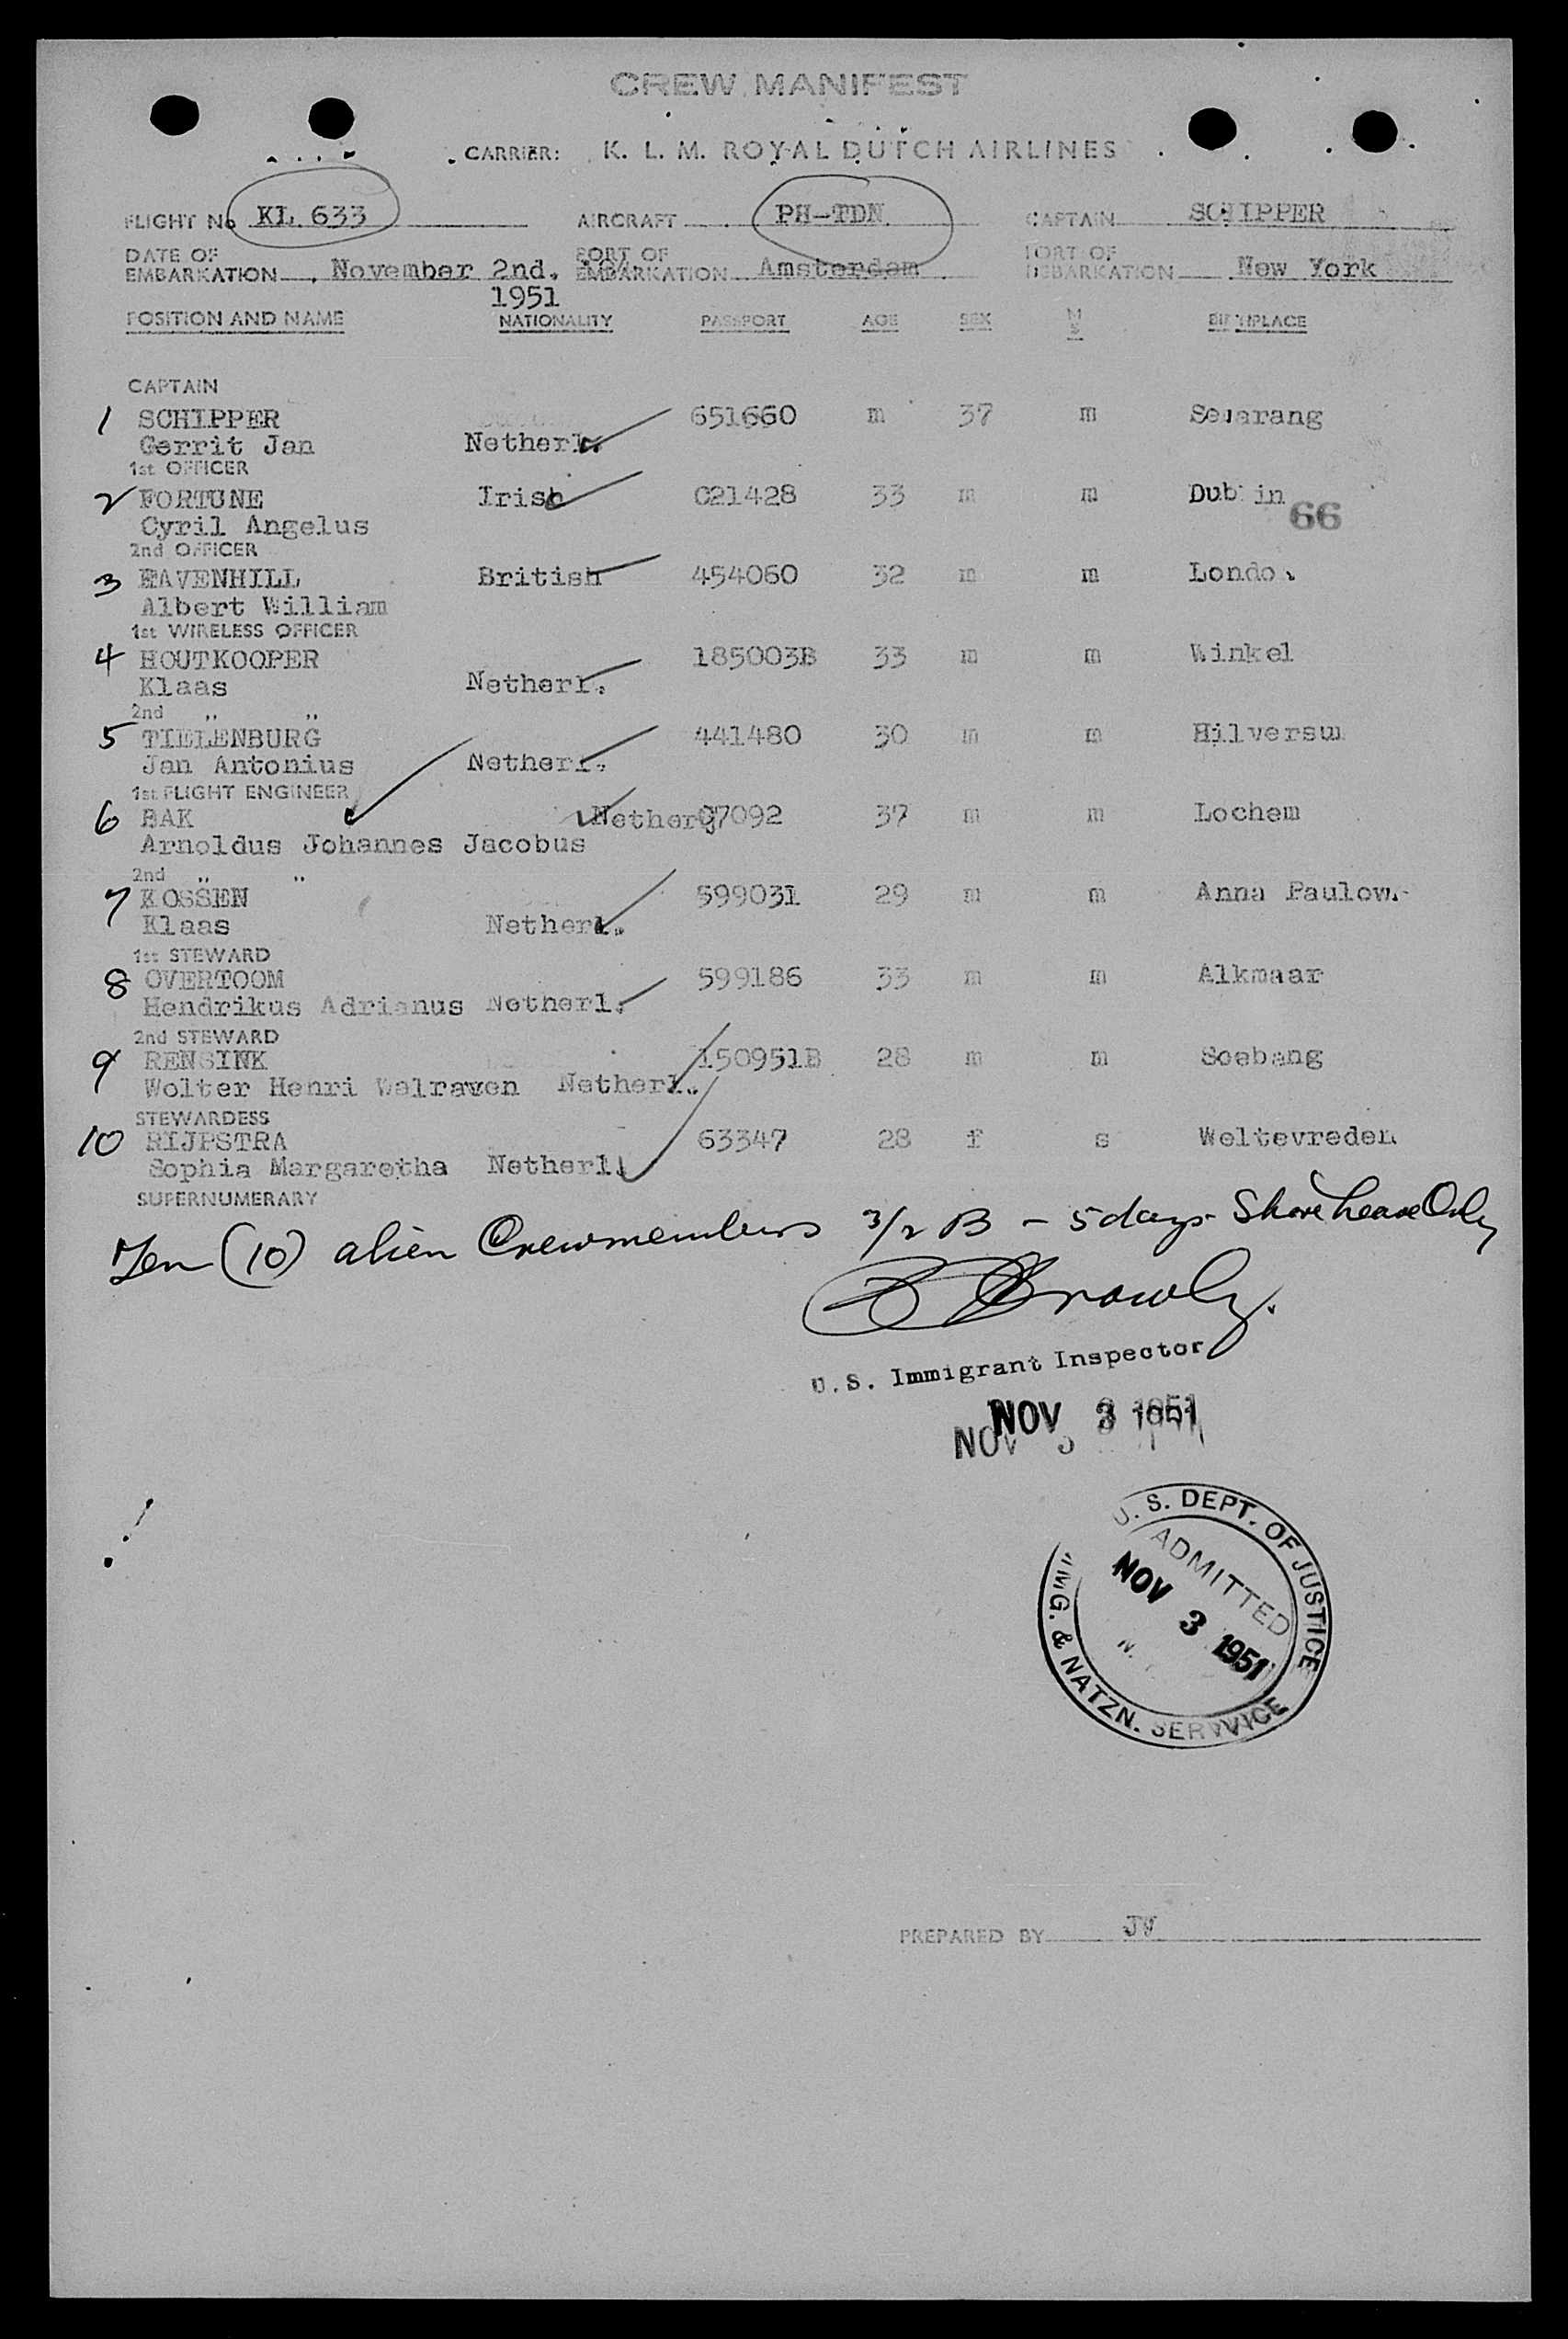 CREW MANIFEST
CARRIER: K. L. M. ROYAL DUTCH AIRLINES
FLIGHT No KL 633 AIRCRAFT PH-TDN CAPTAIN SCHIPPER
DATE OF EMBARKATION November 2nd. 1951 PORT OF EMBARKATION Amsterdam PORT OF DEBARKATION New York
POSITION AND NAME NATIONALITY PASSPORT AGE SEX M S BIRTHPLACE
CAPTAIN
1 SCHIPPER 651660 m 37 m Semarang
Gerrit Jan Netherl.
1st OFFICER
2 FORTUNE Irish C21428 33 m m Dublin
66
Cyril Angelus
2nd OFFICER
3 RAVENHILL British 454060 32 m m London
Albert William
1st WIRELESS OFFICER
4 HOUTKOOPER 185003B 33 m m Winkel
Klaas Netherl.
2nd " "
5 TIELENBURG 441480 30 m m Hilversum
Jan Antonius Netherl.
1st FLIGHT ENGINEER
6 BAK Netherl 07092 37 m m Lochem
Arnoldus Johannes Jacobus
2nd " "
7 KOSSEN 599031 29 m m Anna Paulow.
Klaas Netherl.
1st STEWARD
8 OVERTOOM 599186 33 m m Alkmaar
Hendrikus Adrianus Netherl.
2nd STEWARD
9 RENSINK 150951B 28 m m Soebang
Wolter Henri Walraven Netherl.
STEWARDESS
10 RIJPSTRA 63347 28 f s Weltevreden
Sophia Margaretha Netherl.
SUPERNUMERARY
Ten (10) alien Crewmembers 3/2 B - 5 days Shore Leave Only
U.S. Immigrant Inspector
NOV 3 1951
NOV 3
U. S. DEPT. OF JUSTICE
ADMITTED
NOV 3 1951
N.
IMG. & NATZN. SERVICE
PREPARED BY JV